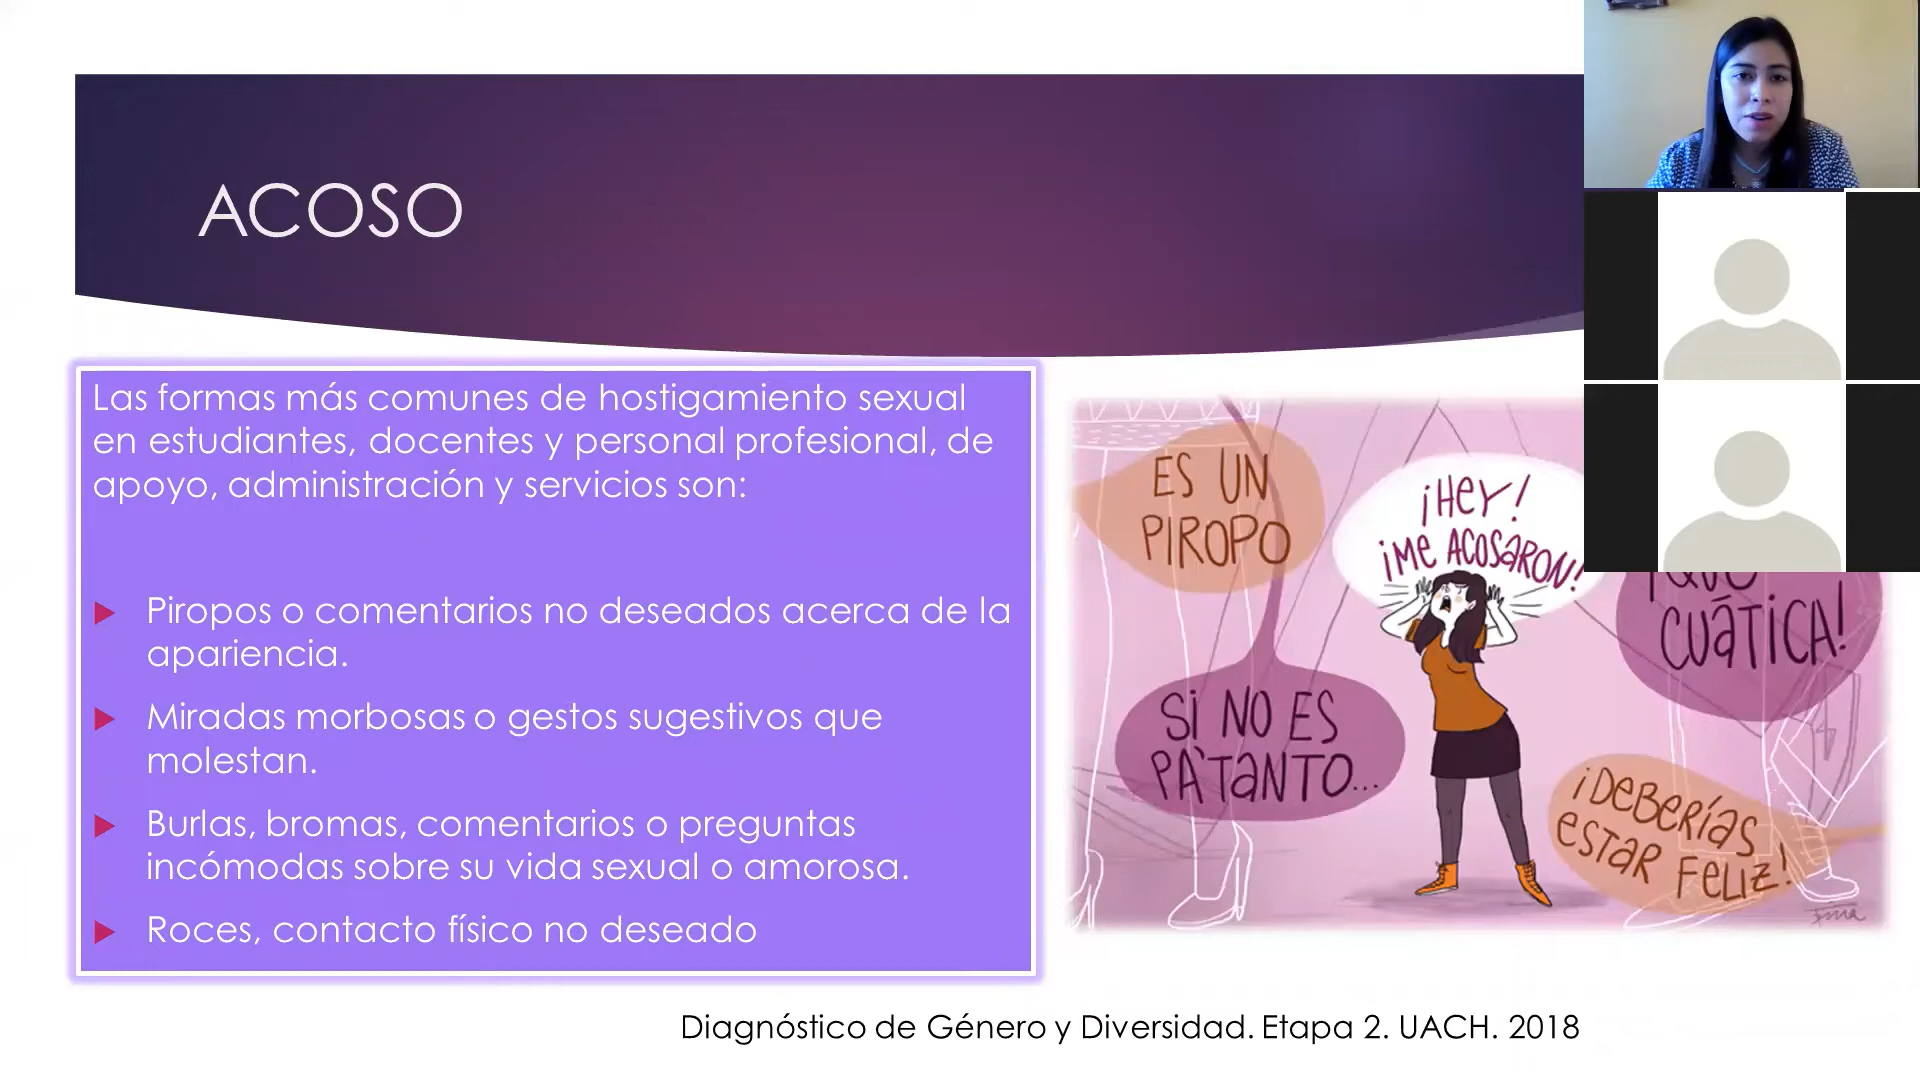 ACOSO
Las formas más comunes de hostigamiento sexual
en estudiantes, docentes y personal profesional, de
apoyo, administración y servicios son:
Piropos o comentarios no deseados acerca de la
apariencia.
Miradas morbosas o gestos sugestivos que
molestan.
Burlas, bromas, comentarios o preguntas
incómodas sobre su vida sexual o amorosa.
Roces, contacto físico no deseado
ES UN
PIROPO
¡HEY!
¡ME ACOSARON!
CUÁTICA!
SI NO ES
PA'TANTO...
¡DEBERÍAS
ESTAR FELIZ!
Diagnóstico de Género y Diversidad. Etapa 2. UACH. 2018